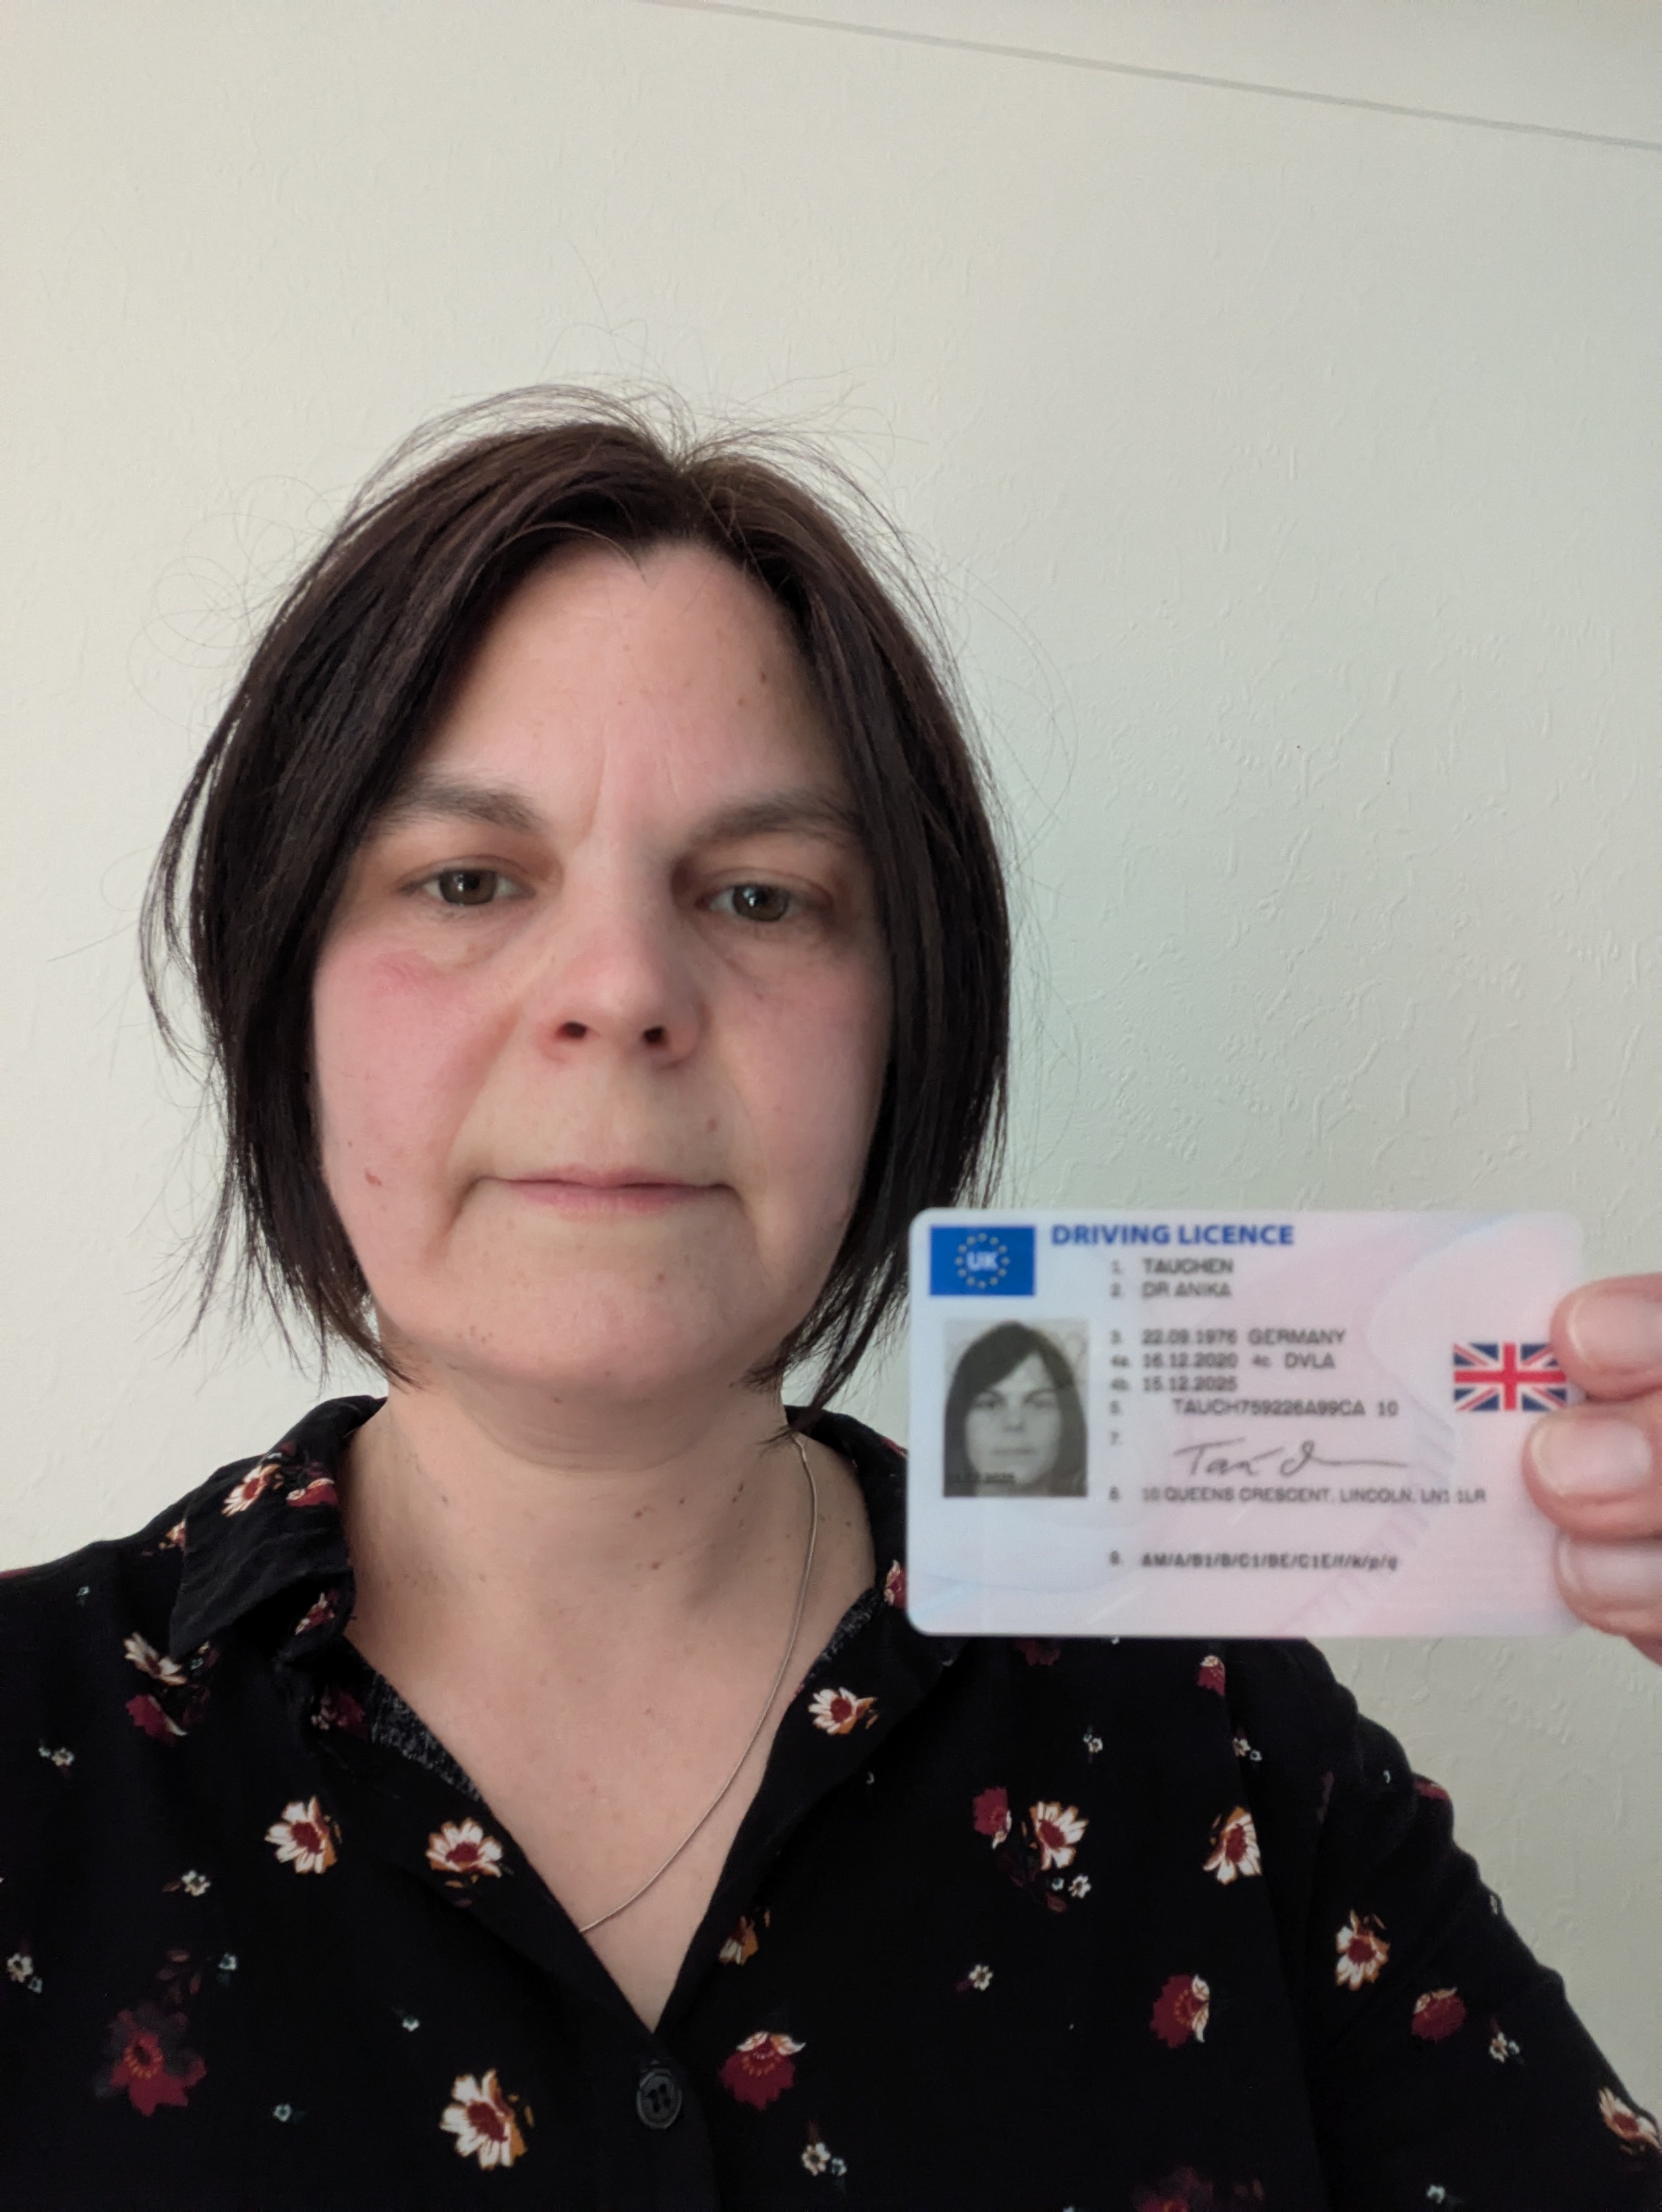 UK
DRIVING LICENCE
1. TAUCHEN
2. DR ANIKA
3. 22.09.1976 GERMANY
4a. 16.12.2020 4c. DVLA
4b. 15.12.2025
5. TAUCH759226A99CA 10
7.
8. 10 QUEENS CRESCENT, LINCOLN, LN1 1LR
9. AM/A/B1/B/C1/BE/C1E/f/k/p/q